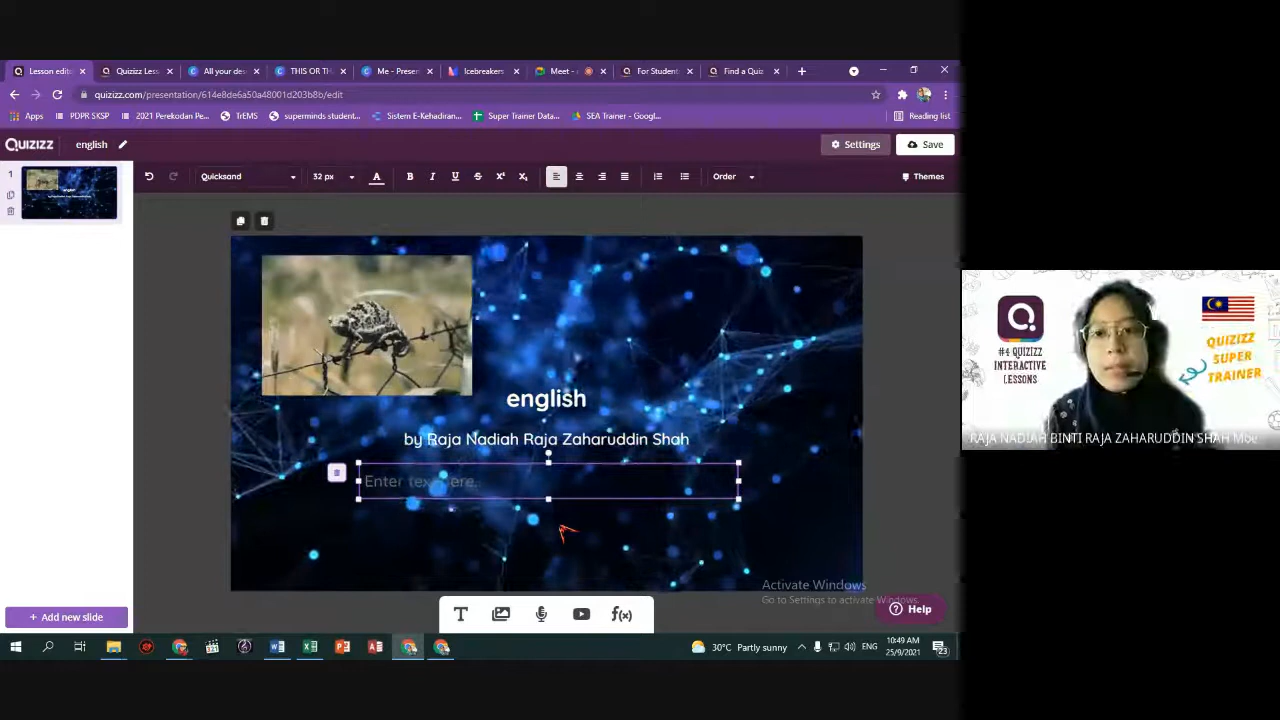 Lesson edit
Quizizz Les
All your de
THIS OR TH
Me - Presen
Icebreakers
Meet -
For Student
Find a Quiz
quizizz.com/presentation/614e8de6a50a48001d203b8b/edit
Apps
PDPR SKSP
2021 Perekodan Pe...
TrEMS
superminds student...
Sistem E-Kehadiran...
Super Trainer Data...
SEA Trainer - Googl...
Reading list
QUIZIZZ
english
Settings
Save
1
Quicksand
32 px
Order
Themes
english
by Raja Nadiah Raja Zaharuddin Shah
Enter text here..
Activate Windows
Go to Settings to activate Windows.
+ Add new slide
T
f(x)
Help
30°C Partly sunny
ENG
10:49 AM
25/9/2021
23
#4 QUIZIZZ
INTERACTIVE
LESSONS
QUIZIZZ
SUPER
TRAINER
RAJA NADIAH BINTI RAJA ZAHARUDDIN SHAH Moe